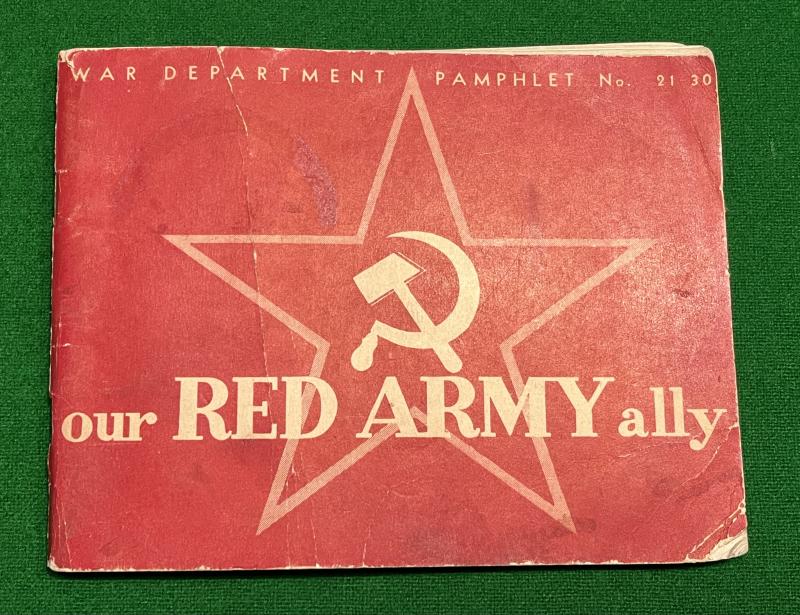 WAR DEPARTMENT PAMPHLET No. 21 30
our RED ARMY ally